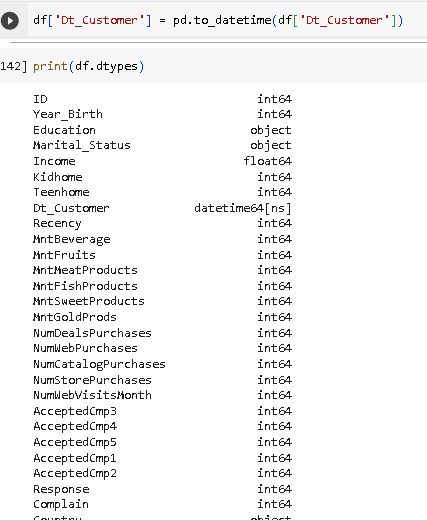 df['Dt_Customer'] = pd.to_datetime(df['Dt_Customer'])
142] print(df.dtypes)
ID int64
Year_Birth int64
Education object
Marital_Status object
Income float64
Kidhome int64
Teenhome int64
Dt_Customer datetime64[ns]
Recency int64
MntBeverage int64
MntFruits int64
MntMeatProducts int64
MntFishProducts int64
MntSweetProducts int64
MntGoldProds int64
NumDealsPurchases int64
NumWebPurchases int64
NumCatalogPurchases int64
NumStorePurchases int64
NumWebVisitsMonth int64
AcceptedCmp3 int64
AcceptedCmp4 int64
AcceptedCmp5 int64
AcceptedCmp1 int64
AcceptedCmp2 int64
Response int64
Complain int64
Country object